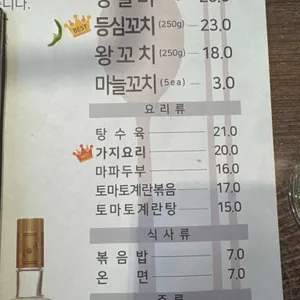 니다.
BEST 등심꼬치 (250g) 23.0
왕꼬치 (250g) 18.0
마늘꼬치 (5ea) 3.0
요리류
탕수육 21.0
가지요리 20.0
마파두부 16.0
토마토계란볶음 17.0
토마토계란탕 15.0
식사류
볶음밥 7.0
온면 7.0